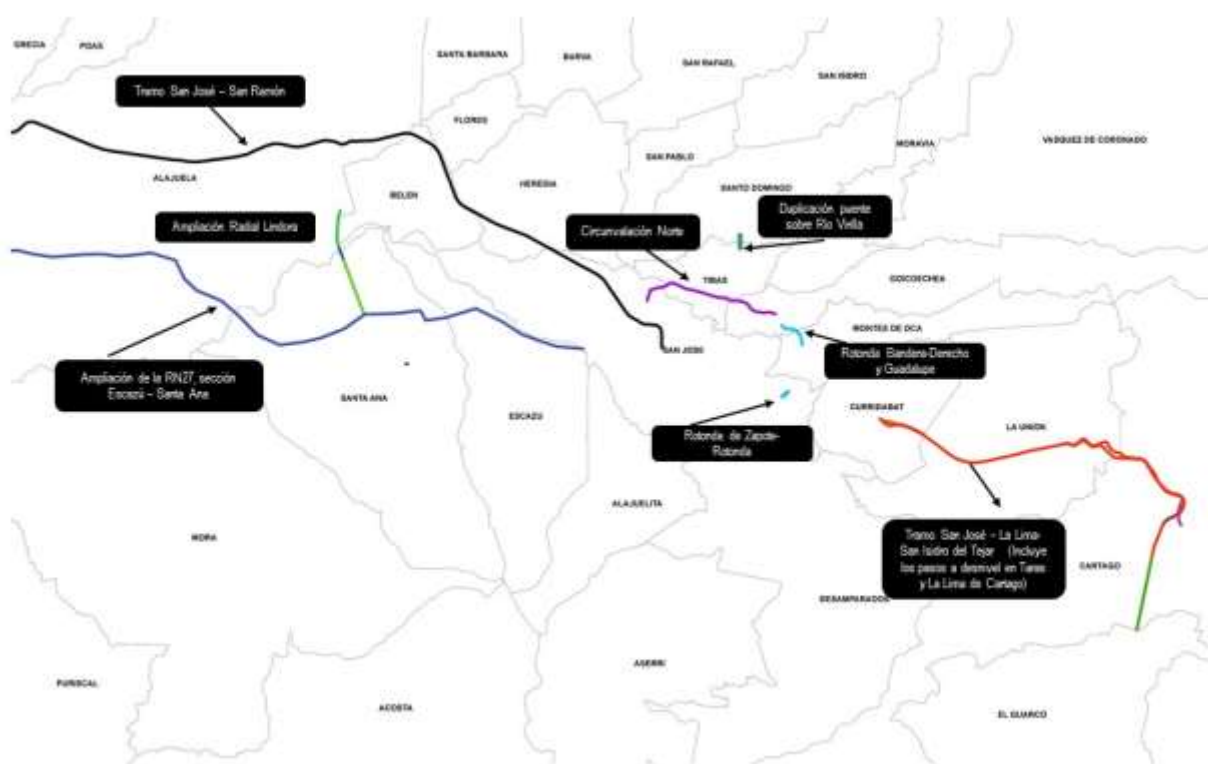 GRECIA
POAS
SANTA BARBARA
BARVA
SAN RAFAEL
SAN ISIDRO
Tramo San José – San Ramón
FLORES
SAN PABLO
MORAVIA
VASQUEZ DE CORONADO
ALAJUELA
BELEN
HEREDIA
SANTO DOMINGO
Ampliación Radial Lindora
Circunvalación Norte
Duplicación puente
sobre Río Virilla
TIBAS
GOICOECHEA
MONTES DE OCA
SAN JOSE
Rotonda Bandera-Derecho
y Guadalupe
Ampliación de la RN27, sección
Escazú – Santa Ana
SANTA ANA
ESCAZU
CURRIDABAT
LA UNION
Rotonda de Zapote-
Rotonda
ALAJUELITA
MORA
Tramo San José – La Lima-
San Isidro del Tejar (Incluye
los pasos a desnivel en Taras
y La Lima de Cartago)
CARTAGO
DESAMPARADOS
ASERRI
PURISCAL
ACOSTA
EL GUARCO